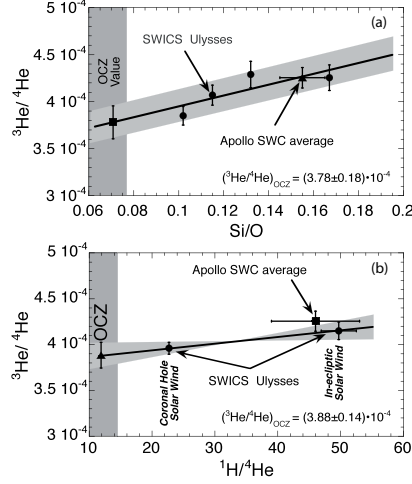 5 10⁻⁴
(a)
OCZ
Value
SWICS Ulysses
4.5 10⁻⁴
³He/ ⁴He
4 10⁻⁴
Apollo SWC average
3.5 10⁻⁴
(³He/⁴He)OCZ = (3.78±0.18)•10⁻⁴
3 10⁻⁴
0.06 0.08 0.1 0.12 0.14 0.16 0.18 0.2
Si/O
5 10⁻⁴
(b)
Apollo SWC average
4.5 10⁻⁴
OCZ
³He/ ⁴He
4 10⁻⁴
Coronal Hole
Solar Wind
SWICS Ulysses
In-ecliptic
Solar Wind
3.5 10⁻⁴
(³He/⁴He)OCZ = (3.88±0.14)•10⁻⁴
3 10⁻⁴
10 20 30 40 50 60
¹H/⁴He